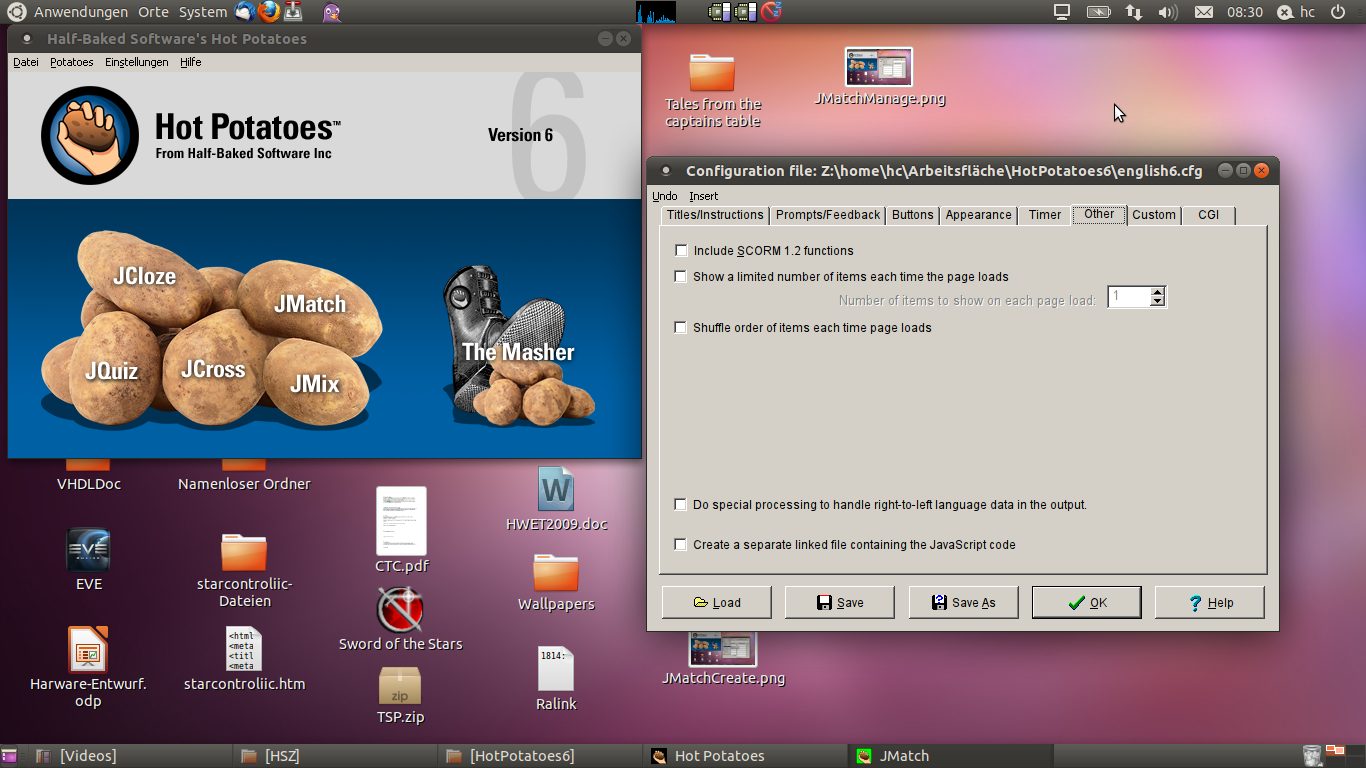 Anwendungen Orte System
08:30
hc
Half-Baked Software's Hot Potatoes
Datei Potatoes Einstellungen Hilfe
6
Hot Potatoes™
From Half-Baked Software Inc
Version 6
JCloze
JMatch
JQuiz
JCross
JMix
The Masher
Tales from the
captains table
JMatchManage.png
Configuration file: Z:\home\hc\Arbeitsfläche\HotPotatoes6\english6.cfg
Undo Insert
Titles/Instructions Prompts/Feedback Buttons Appearance Timer Other Custom CGI
Include SCORM 1.2 functions
Show a limited number of items each time the page loads
Number of items to show on each page load: 1
Shuffle order of items each time page loads
Do special processing to handle right-to-left language data in the output.
Create a separate linked file containing the JavaScript code
Load Save Save As OK Help
VHDLDoc
Namenloser Ordner
W
HWET2009.doc
CTC.pdf
EVE
EVE
starcontroliic-
Dateien
Wallpapers
Sword of the Stars
Harware-Entwurf.
odp
<html
<meta
<titl
<meta
starcontroliic.htm
zip
TSP.zip
1814:
Ralink
JMatchCreate.png
[Videos] [HSZ] [HotPotatoes6] Hot Potatoes JMatch